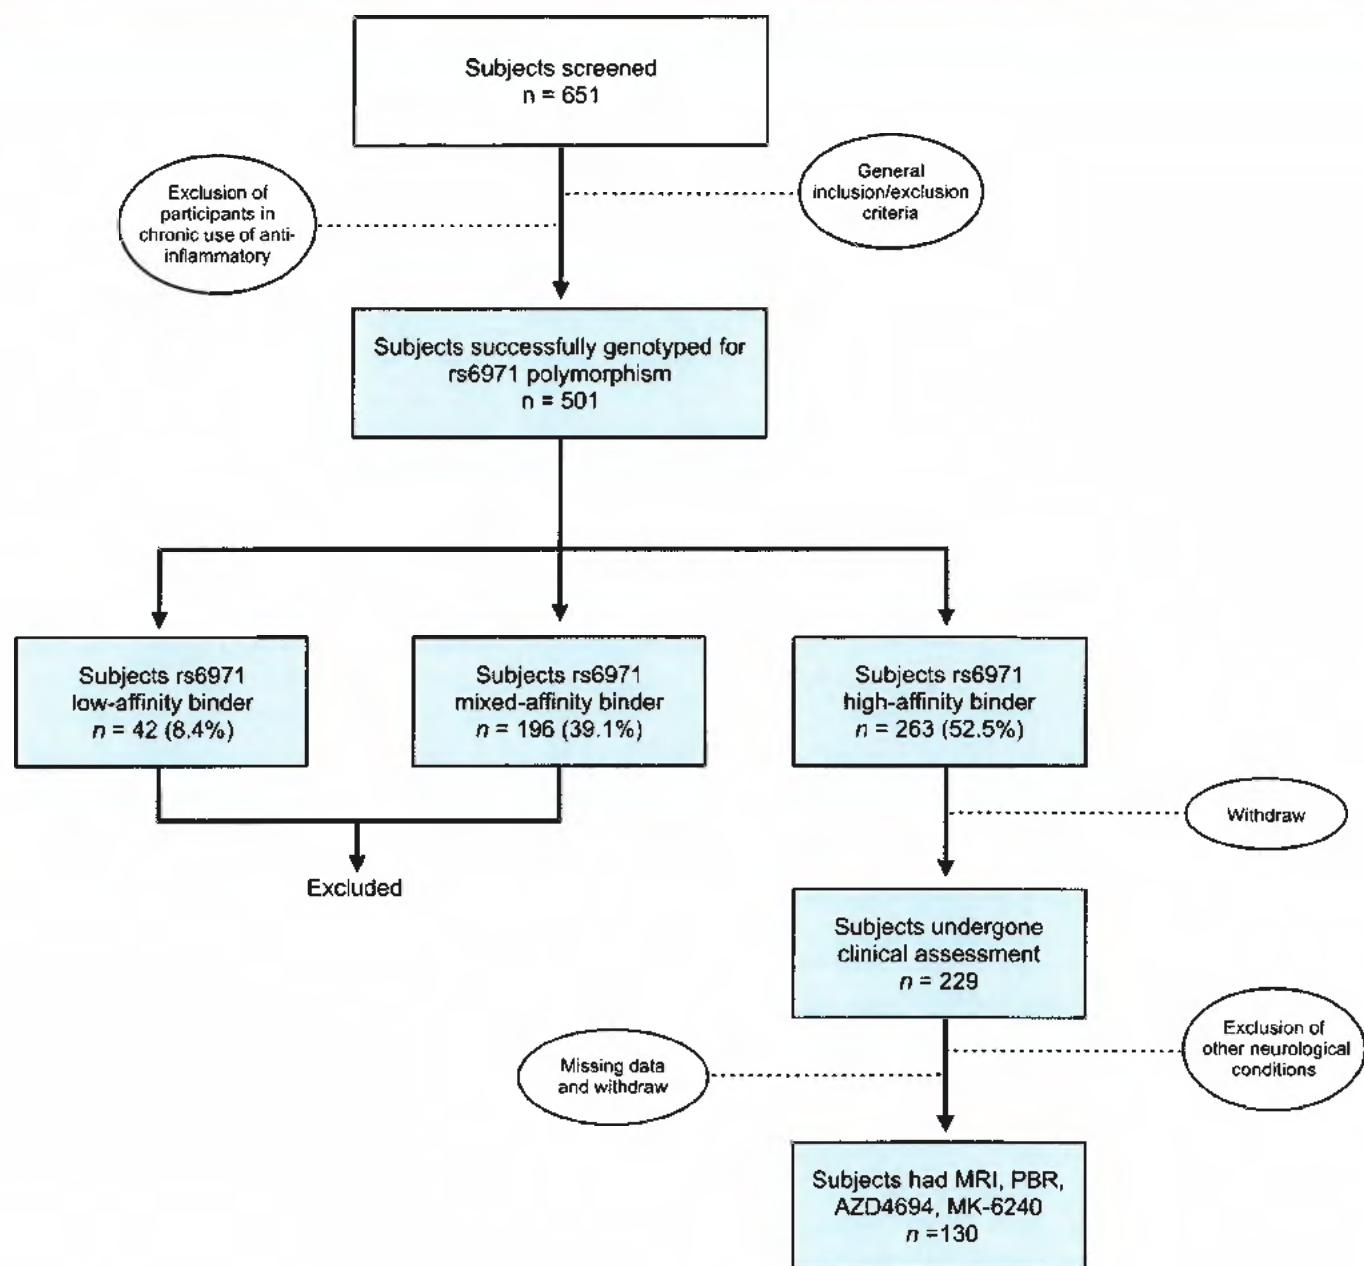 Subjects screened
n = 651
Exclusion of
participants in
chronic use of anti-
inflammatory
General
inclusion/exclusion
criteria
Subjects successfully genotyped for
rs6971 polymorphism
n = 501
Subjects rs6971
low-affinity binder
n = 42 (8.4%)
Subjects rs6971
mixed-affinity binder
n = 196 (39.1%)
Subjects rs6971
high-affinity binder
n = 263 (52.5%)
Withdraw
Excluded
Subjects undergone
clinical assessment
n = 229
Missing data
and withdraw
Exclusion of
other neurological
conditions
Subjects had MRI, PBR,
AZD4694, MK-6240
n =130